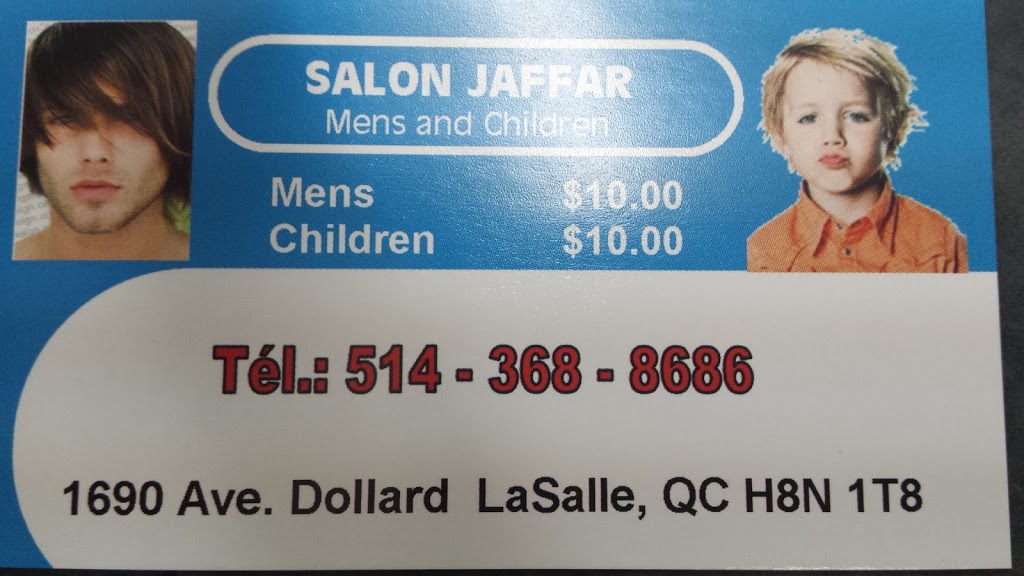 SALON JAFFAR
Mens and Children
Mens $10.00
Children $10.00
Tél.: 514 - 368 - 8686
1690 Ave. Dollard LaSalle, QC H8N 1T8